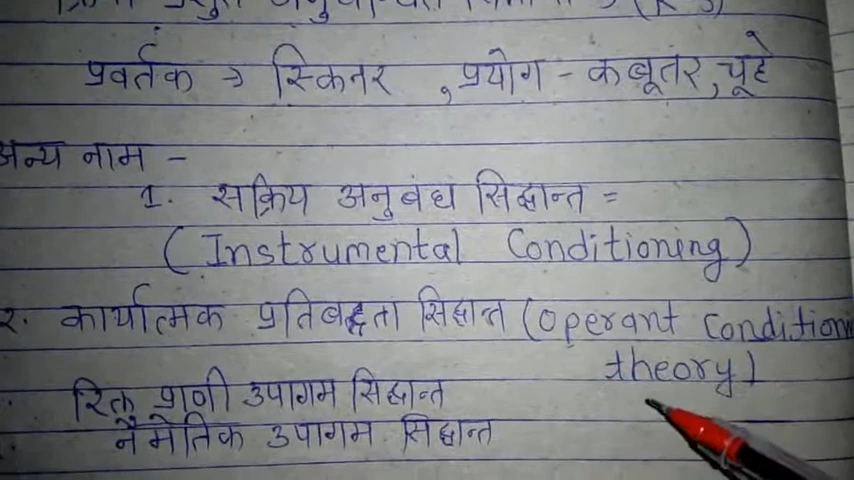 प्रवर्तक → स्किनर , प्रयोग - कबूतर, चूहे
अन्य नाम -
1. सक्रिय अनुबंध सिद्धान्त =
(Instrumental Conditioning)
२. कार्यात्मक प्रतिबद्धता सिद्धान्त (operant condition
theory)
रिक्त प्राणी उपागम सिद्धान्त
नैमेतिक उपागम सिद्धान्त